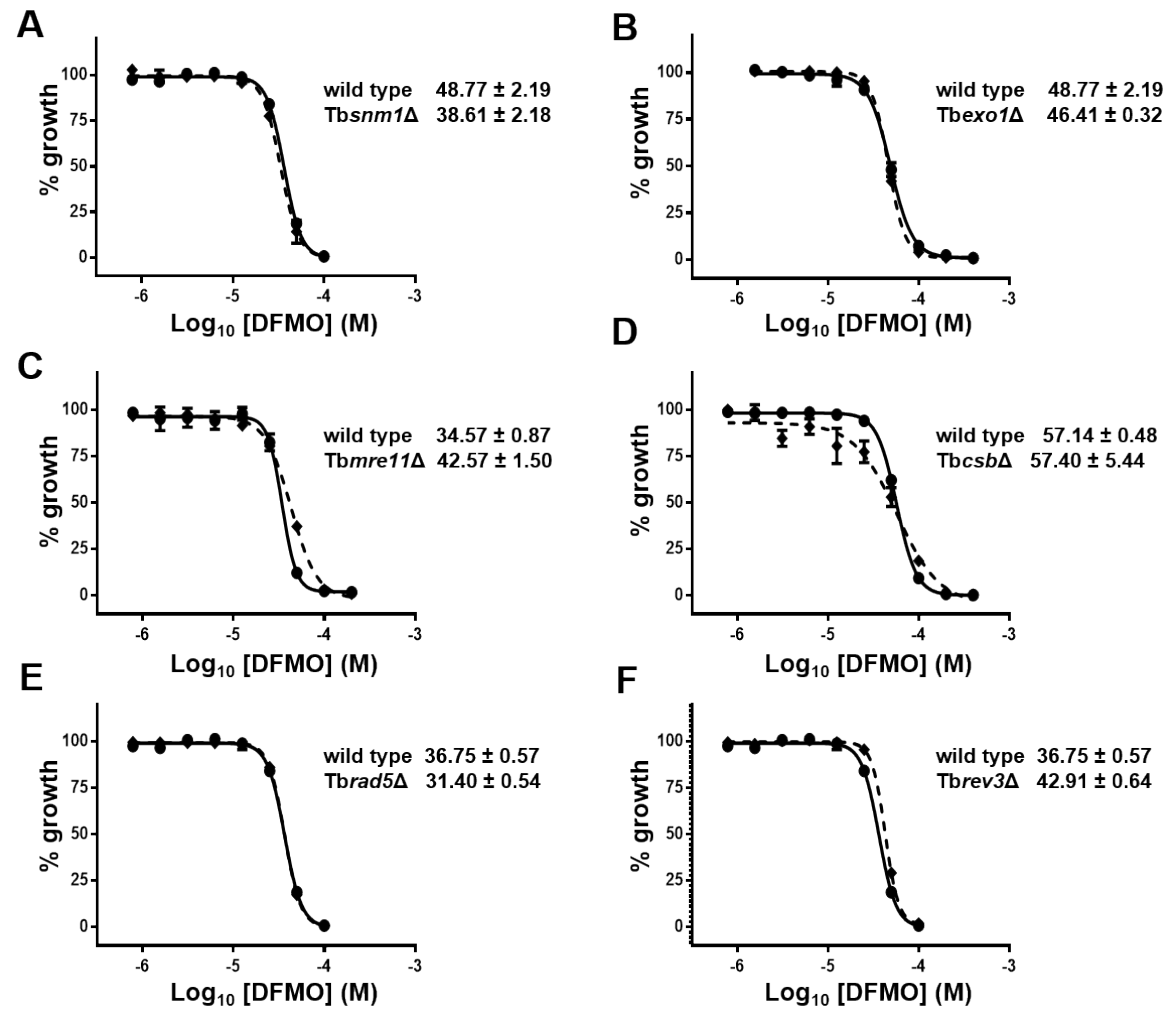 A
100
75
50
25
0
% growth
wild type 48.77 ± 2.19
Tbsnm1Δ 38.61 ± 2.18
-6 -5 -4 -3
Log10 [DFMO] (M)
B
100
75
50
25
0
% growth
wild type 48.77 ± 2.19
Tbexo1Δ 46.41 ± 0.32
-6 -5 -4 -3
Log10 [DFMO] (M)
C
100
75
50
25
0
% growth
wild type 34.57 ± 0.87
Tbmre11Δ 42.57 ± 1.50
-6 -5 -4 -3
Log10 [DFMO] (M)
D
100
75
50
25
0
% growth
wild type 57.14 ± 0.48
TbcsbΔ 57.40 ± 5.44
-6 -5 -4 -3
Log10 [DFMO] (M)
E
100
75
50
25
0
% growth
wild type 36.75 ± 0.57
Tbrad5Δ 31.40 ± 0.54
-6 -5 -4 -3
Log10 [DFMO] (M)
F
100
75
50
25
0
% growth
wild type 36.75 ± 0.57
Tbrev3Δ 42.91 ± 0.64
-6 -5 -4 -3
Log10 [DFMO] (M)